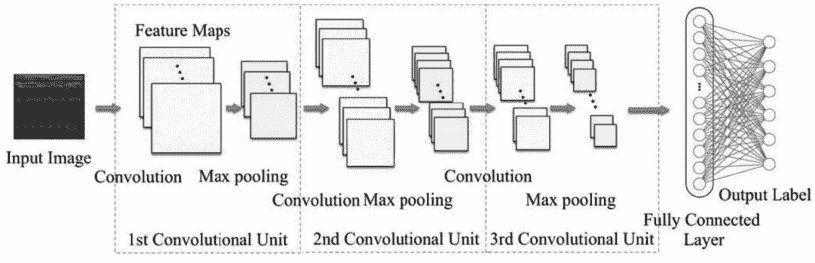 Feature Maps
Input Image
Convolution
Max pooling
Convolution
Max pooling
Convolution
Max pooling
Output Label
Fully Connected
Layer
1st Convolutional Unit
2nd Convolutional Unit
3rd Convolutional Unit